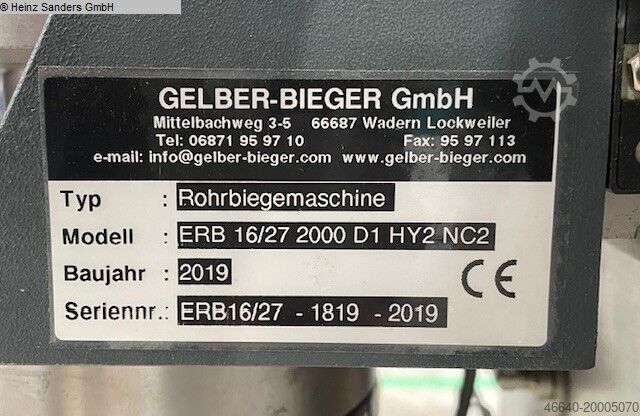 © Heinz Sanders GmbH
GELBER-BIEGER GmbH
Mittelbachweg 3-5 66687 Wadern Lockweiler
Tel: 06871 95 97 10 Fax: 95 97 113
e-mail: info@gelber-bieger.com www.gelber-bieger.com
Typ : Rohrbiegemaschine
Modell : ERB 16/27 2000 D1 HY2 NC2
Baujahr : 2019
CE
Seriennr.: ERB16/27 - 1819 - 2019
46640-20005070